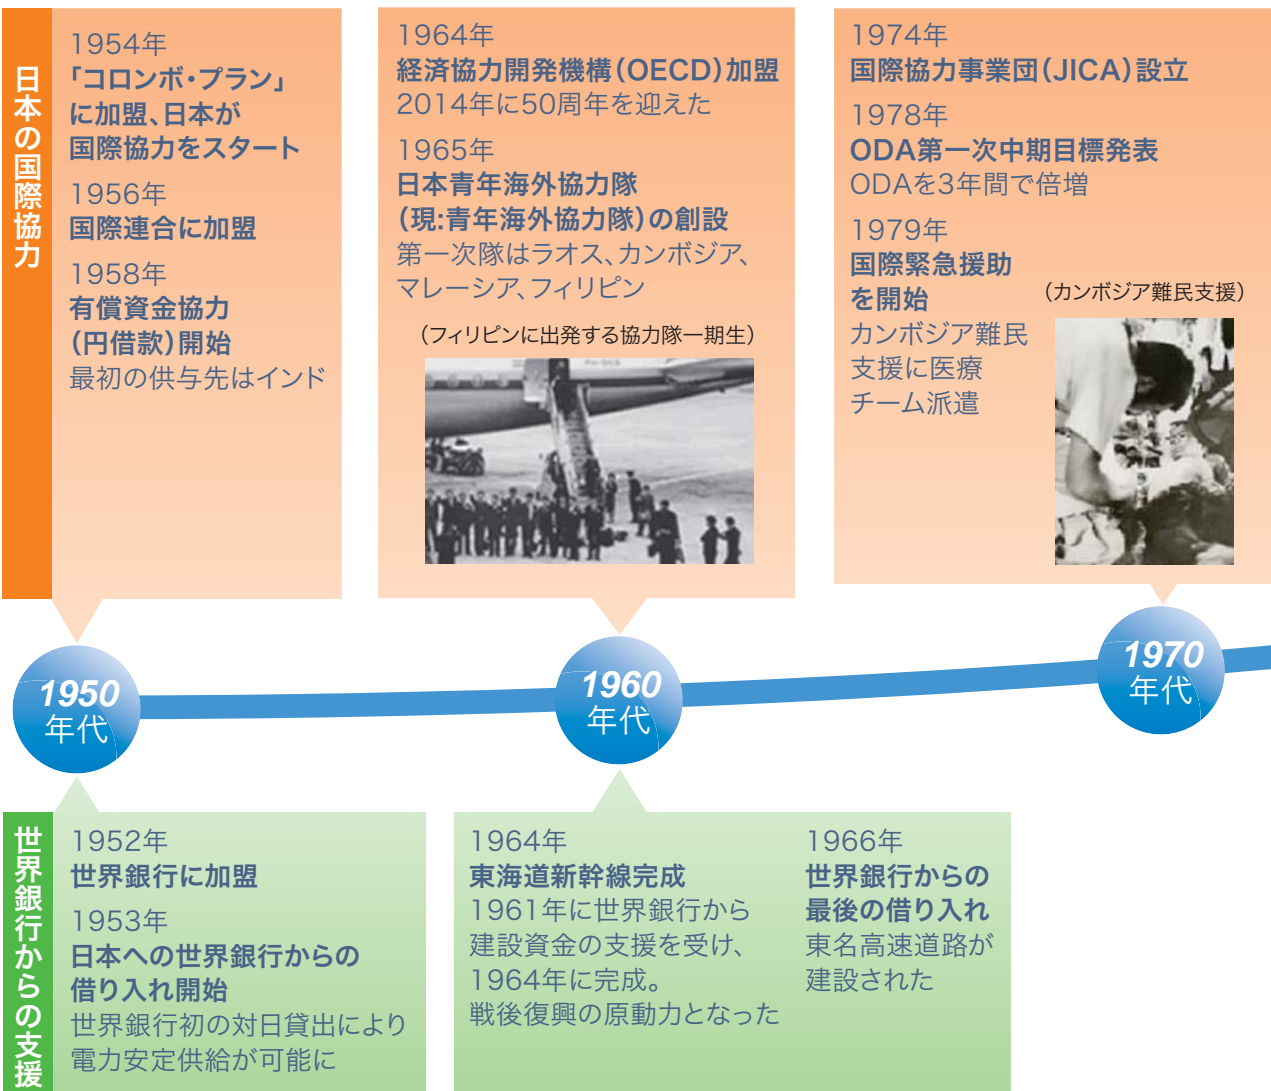 日本の国際協力
1954年
「コロンボ・プラン」
に加盟、日本が
国際協力をスタート
1956年
国際連合に加盟
1958年
有償資金協力
（円借款）開始
最初の供与先はインド
1964年
経済協力開発機構（OECD）加盟
2014年に50周年を迎えた
1965年
日本青年海外協力隊
（現:青年海外協力隊）の創設
第一次隊はラオス、カンボジア、
マレーシア、フィリピン
（フィリピンに出発する協力隊一期生）
1974年
国際協力事業団（JICA）設立
1978年
ODA第一次中期目標発表
ODAを3年間で倍増
1979年
国際緊急援助
を開始
カンボジア難民
支援に医療
チーム派遣
（カンボジア難民支援）
1950
年代
1960
年代
1970
年代
世界銀行からの支援
1952年
世界銀行に加盟
1953年
日本への世界銀行からの
借り入れ開始
世界銀行初の対日貸出により
電力安定供給が可能に
1964年
東海道新幹線完成
1961年に世界銀行から
建設資金の支援を受け、
1964年に完成。
戦後復興の原動力となった
1966年
世界銀行からの
最後の借り入れ
東名高速道路が
建設された